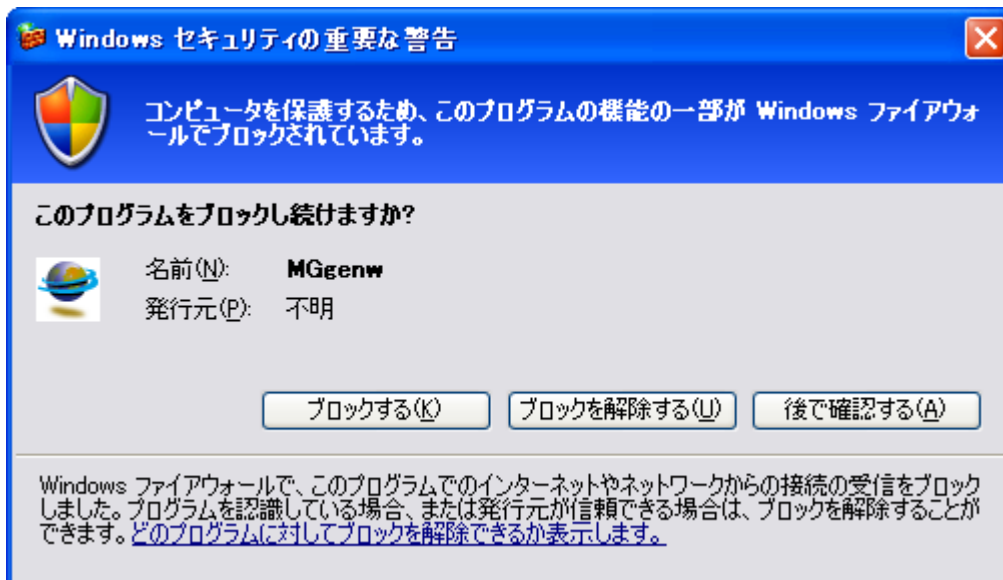 Windows セキュリティの重要な警告
コンピュータを保護するため、このプログラムの機能の一部が Windows ファイアウォ
ールでブロックされています。
このプログラムをブロックし続けますか?
名前(N): MGgenw
発行元(P): 不明
ブロックする(K) ブロックを解除する(U) 後で確認する(A)
Windows ファイアウォールで、このプログラムでのインターネットやネットワークからの接続の受信をブロック
しました。プログラムを認識している場合、または発行元が信頼できる場合は、ブロックを解除することが
できます。どのプログラムに対してブロックを解除できるか表示します。